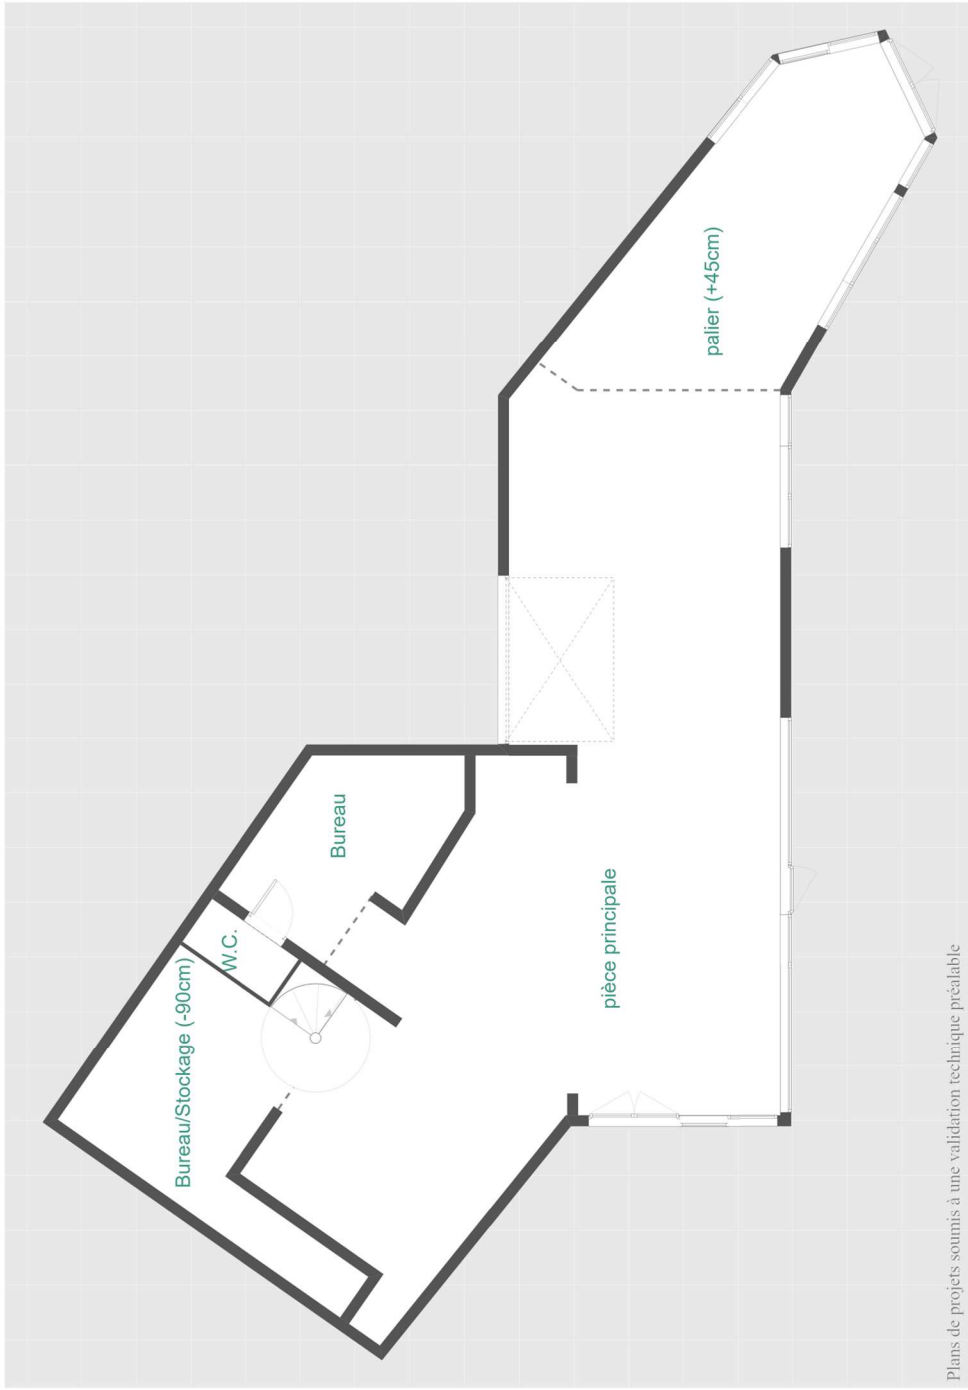 Bureau/Stockage (-90cm)
W.C.
Bureau
pièce principale
palier (+45cm)
Plans de projets soumis à une validation technique préalable